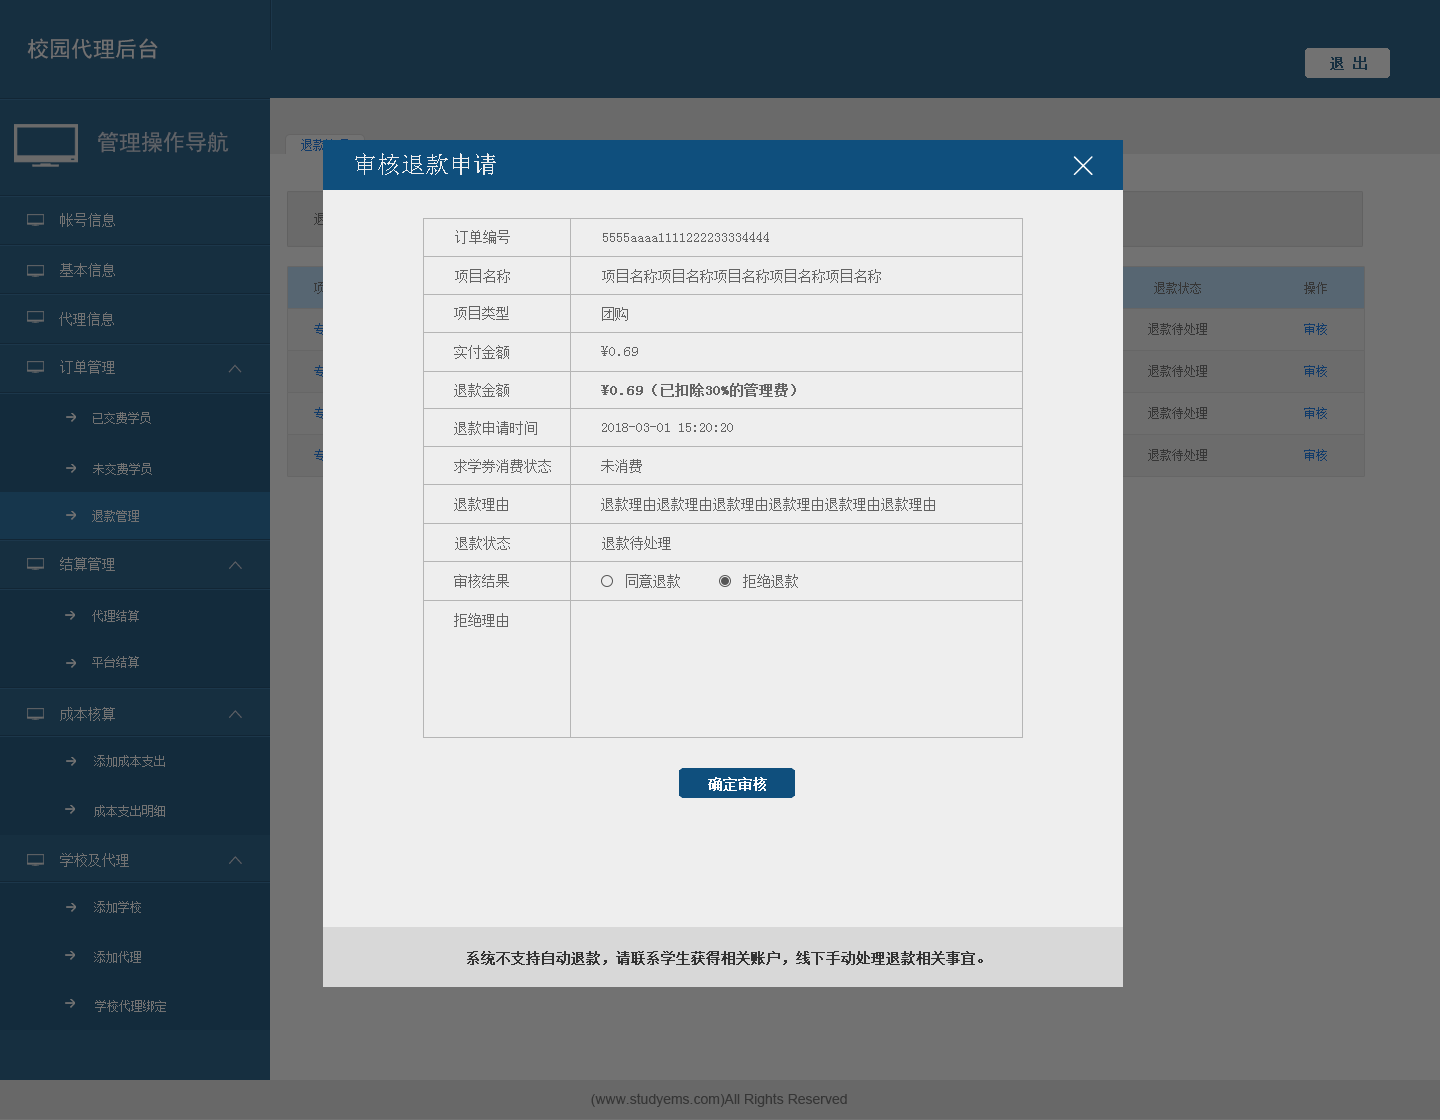 校园代理后台
退 出
管理操作导航
帐号信息
基本信息
代理信息
订单管理
已交费学员
未交费学员
退款管理
结算管理
代理结算
平台结算
成本核算
添加成本支出
成本支出明细
学校及代理
添加学校
添加代理
学校代理绑定
审核退款申请
订单编号 5555aaaa1111222233334444
项目名称 项目名称项目名称项目名称项目名称项目名称
项目类型 团购
实付金额 ¥0.69
退款金额 ¥0.69（已扣除30%的管理费）
退款申请时间 2018-03-01 15:20:20
求学券消费状态 未消费
退款理由 退款理由退款理由退款理由退款理由退款理由退款理由
退款状态 退款待处理
审核结果 同意退款 拒绝退款
拒绝理由
确定审核
系统不支持自动退款，请联系学生获得相关账户，线下手动处理退款相关事宜。
退款状态 操作
专 退款待处理 审核
专 退款待处理 审核
专 退款待处理 审核
专 退款待处理 审核
(www.studyems.com)All Rights Reserved